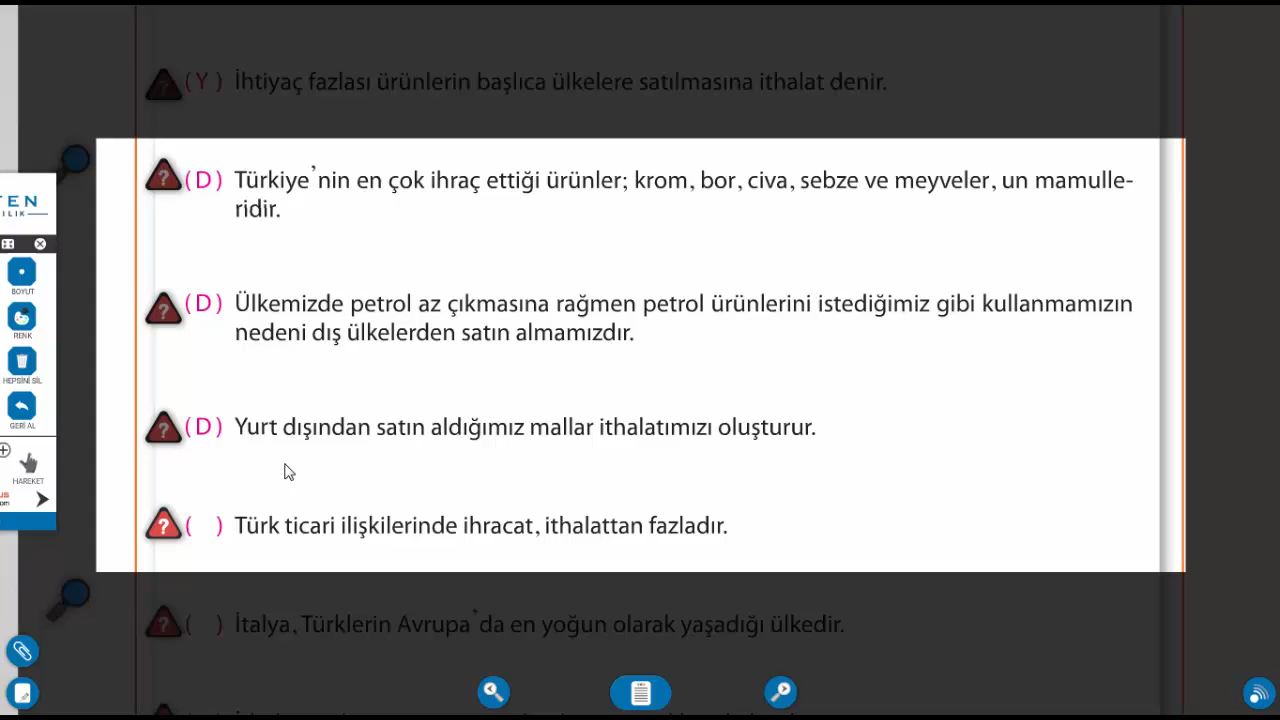 ( Y ) İhtiyaç fazlası ürünlerin başlıca ülkelere satılmasına ithalat denir.
( D ) Türkiye'nin en çok ihraç ettiği ürünler; krom, bor, civa, sebze ve meyveler, un mamulle-
ridir.
TEN
ILIK
( D ) Ülkemizde petrol az çıkmasına rağmen petrol ürünlerini istediğimiz gibi kullanmamızın
nedeni dış ülkelerden satın almamızdır.
BOYUT
RENK
HEPSİNİ SİL
GERİ AL
( D ) Yurt dışından satın aldığımız mallar ithalatımızı oluşturur.
HAREKET
( ) Türk ticari ilişkilerinde ihracat, ithalattan fazladır.
( ) İtalya, Türklerin Avrupa'da en yoğun olarak yaşadığı ülkedir.